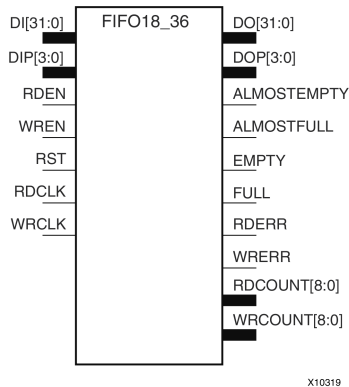 FIFO18_36
DI[31:0]
DIP[3:0]
RDEN
WREN
RST
RDCLK
WRCLK
DO[31:0]
DOP[3:0]
ALMOSTEMPTY
ALMOSTFULL
EMPTY
FULL
RDERR
WRERR
RDCOUNT[8:0]
WRCOUNT[8:0]
X10319